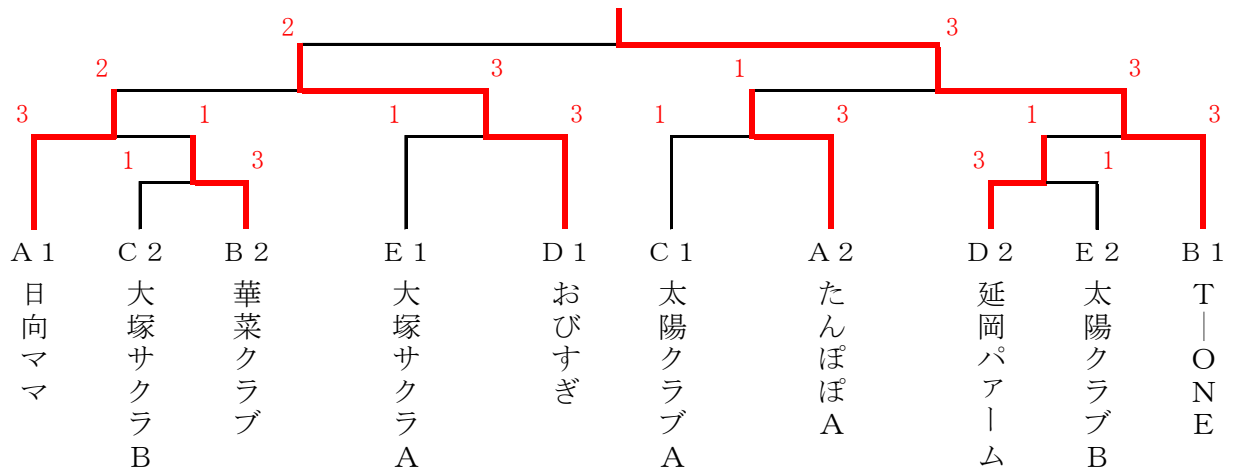 2 3
2 3 1 3
3 1 1 3 1 3 1 3
1 3 3 1
A1 C2 B2 E1 D1 C1 A2 D2 E2 B1
日向ママ
大塚サクラB
華菜クラブ
大塚サクラA
おびすぎ
太陽クラブA
たんぽぽA
延岡パァーム
太陽クラブB
T―ONE